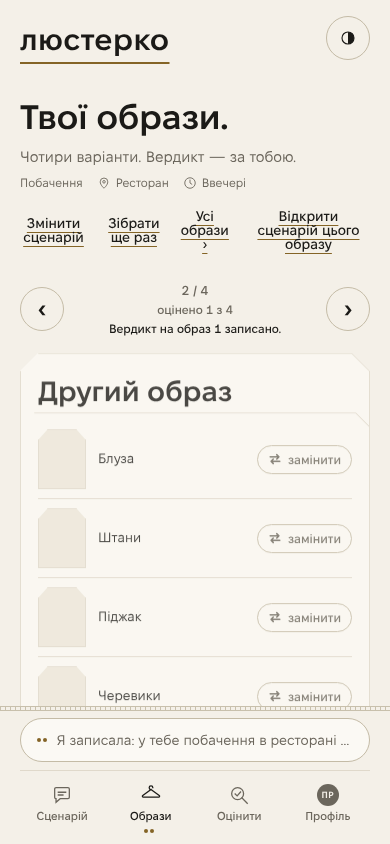 люстерко
Твої образи.
Чотири варіанти. Вердикт — за тобою.
Побачення Ресторан Ввечері
Змінити сценарій
Зібрати ще раз
Усі образи ›
Відкрити сценарій цього образу
‹
2 / 4
›
оцінено 1 з 4
Вердикт на образ 1 записано.
Другий образ
Блуза
замінити
Штани
замінити
Піджак
замінити
Черевики
замінити
Я записала: у тебе побачення в ресторані ...
Сценарій
Образи
Оцінити
ПР
Профіль